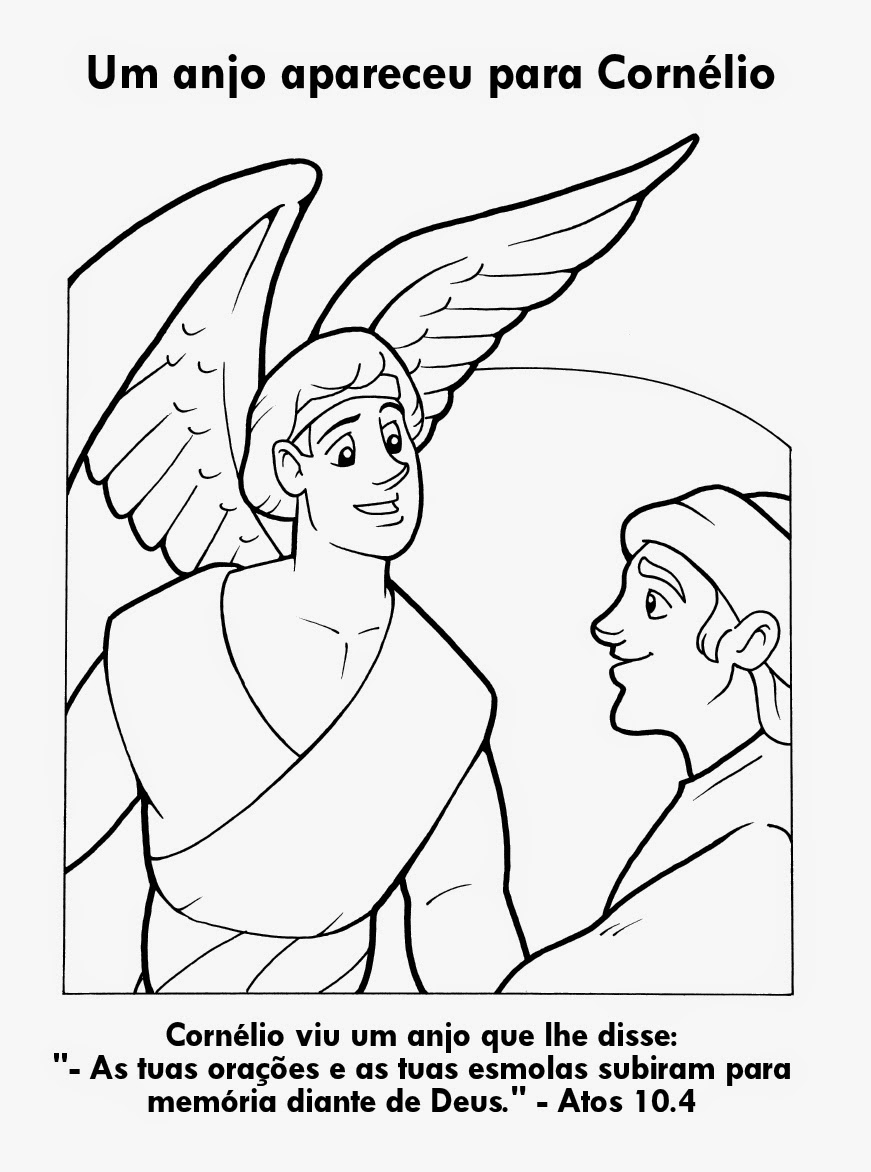 Um anjo apareceu para Cornélio
Cornélio viu um anjo que lhe disse:
"- As tuas orações e as tuas esmolas subiram para
memória diante de Deus." - Atos 10.4